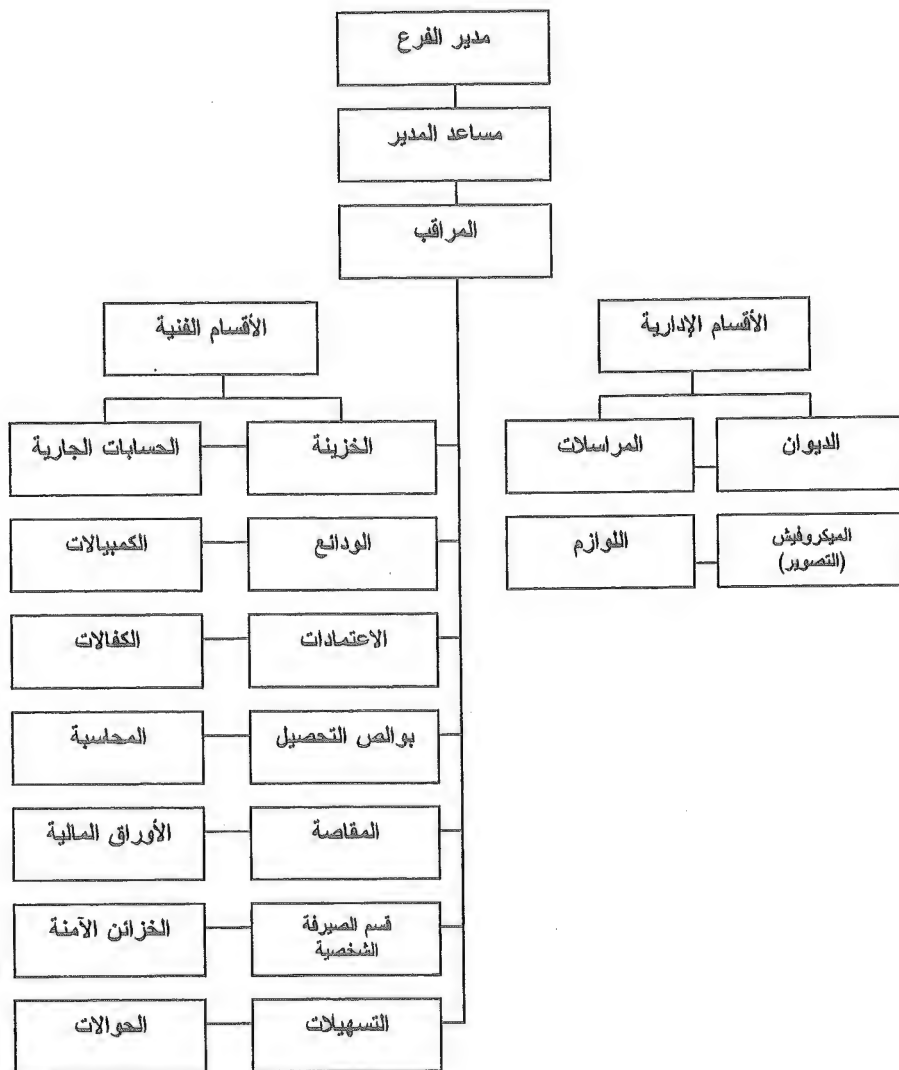 مدير الفرع
مساعد المدير
المراقب
الأقسام الإدارية
الأقسام الفنية
الديوان
المراسلات
الخزينة
الحسابات الجارية
الميكروفيش
(التصوير)
اللوازم
الودائع
الكمبيالات
الاعتمادات
الكفالات
بوالص التحصيل
المحاسبة
المقاصة
الأوراق المالية
قسم الصيرفة
الشخصية
الخزائن الآمنة
التسهيلات
الحوالات